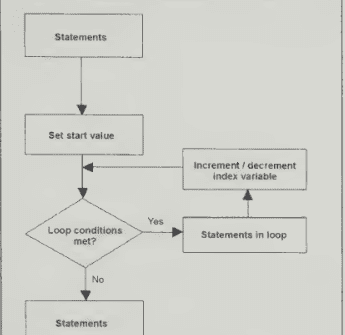 Statements
Set start value
Increment / decrement
index variable
Loop conditions
met?
Yes
Statements in loop
No
Statements